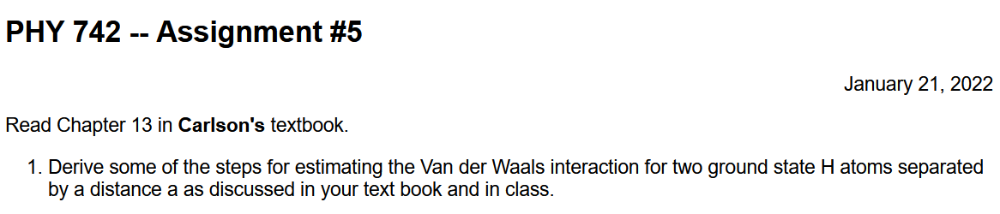 PHY 742 -- Assignment #5
January 21, 2022
Read Chapter 13 in Carlson's textbook.
1. Derive some of the steps for estimating the Van der Waals interaction for two ground state H atoms separated
by a distance a as discussed in your text book and in class.